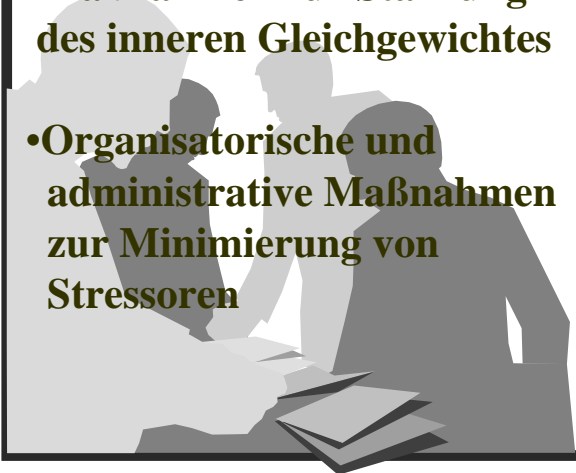 des inneren Gleichgewichtes
•Organisatorische und
administrative Maßnahmen
zur Minimierung von
Stressoren